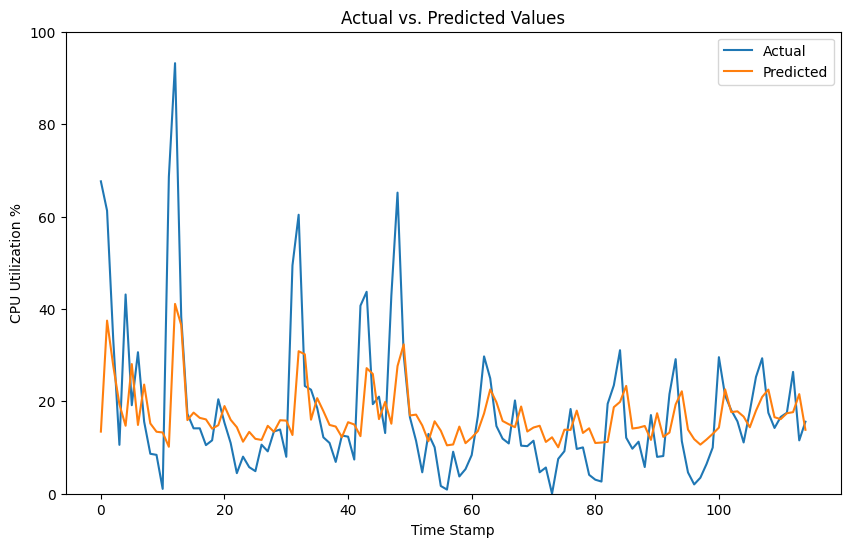 Actual vs. Predicted Values
Actual
Predicted
CPU Utilization %
100
80
60
40
20
0
0 20 40 60 80 100
Time Stamp